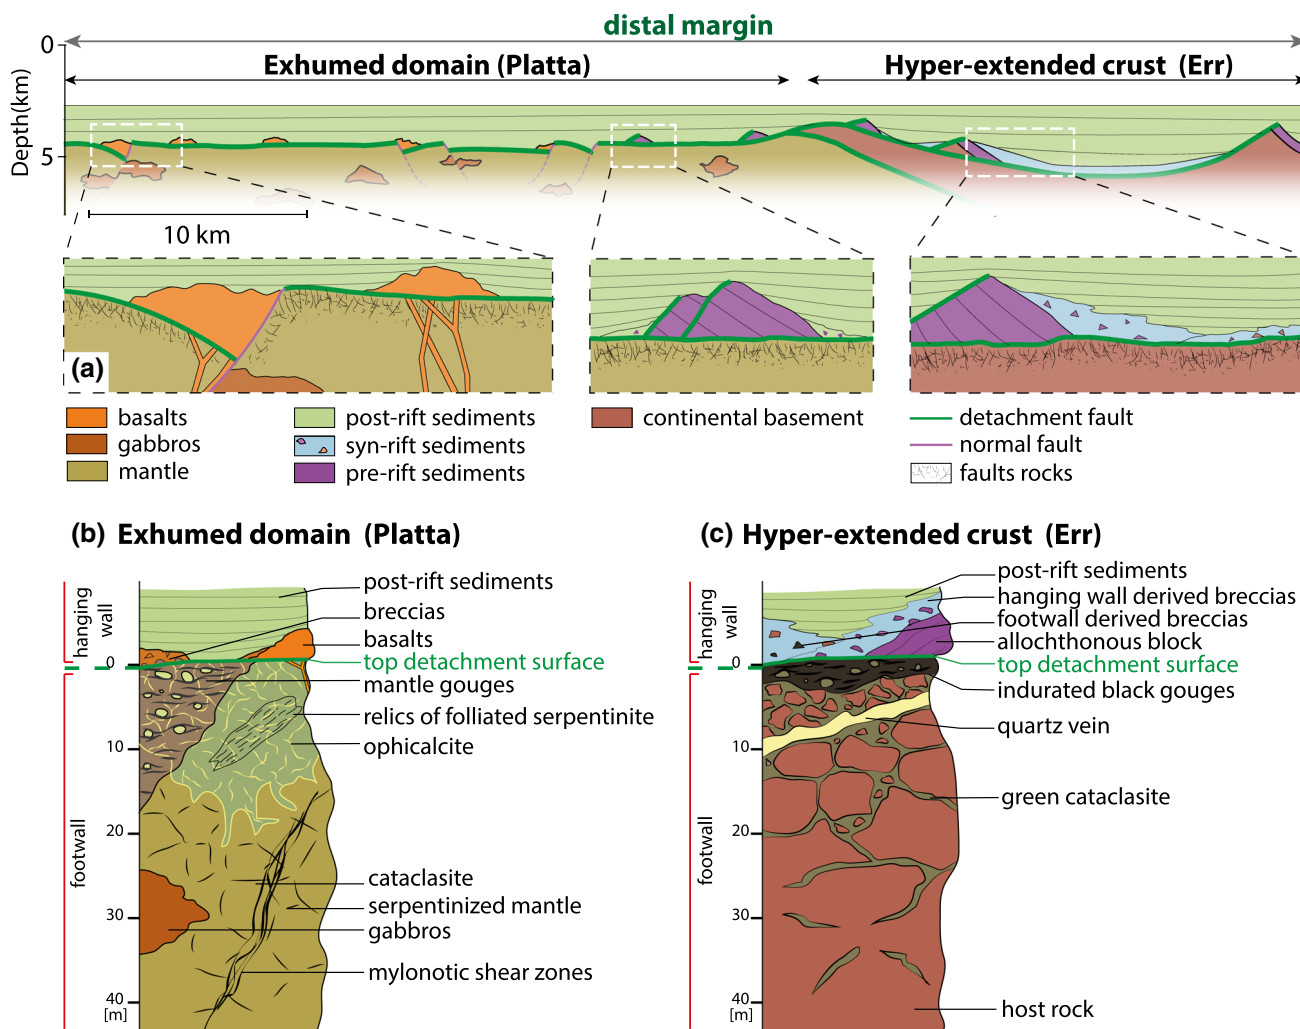 distal margin
Exhumed domain (Platta)
Hyper-extended crust (Err)
0
Depth(km)
5
10 km
(a)
basalts
gabbros
mantle
post-rift sediments
syn-rift sediments
pre-rift sediments
continental basement
detachment fault
normal fault
faults rocks
(b) Exhumed domain (Platta)
hanging wall
footwall
post-rift sediments
breccias
basalts
0
top detachment surface
mantle gouges
relics of folliated serpentinite
10
ophicalcite
20
cataclasite
serpentinized mantle
30
gabbros
mylonotic shear zones
40
[m]
(c) Hyper-extended crust (Err)
hanging wall
footwall
post-rift sediments
hanging wall derived breccias
footwall derived breccias
allochthonous block
0
top detachment surface
indurated black gouges
quartz vein
10
green cataclasite
20
30
40
[m]
host rock